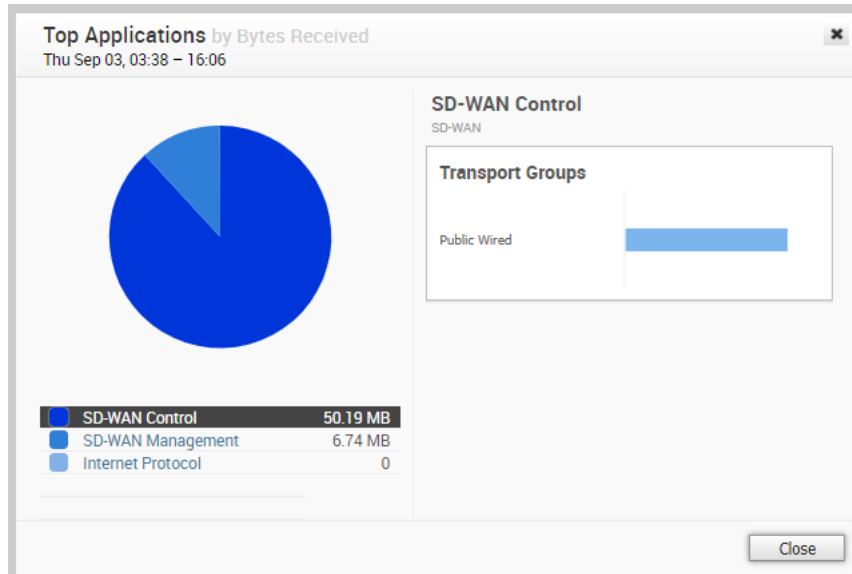 Top Applications by Bytes Received
Thu Sep 03, 03:38 – 16:06
SD-WAN Control 50.19 MB
SD-WAN Management 6.74 MB
Internet Protocol 0
SD-WAN Control
SD-WAN
Transport Groups
Public Wired
Close